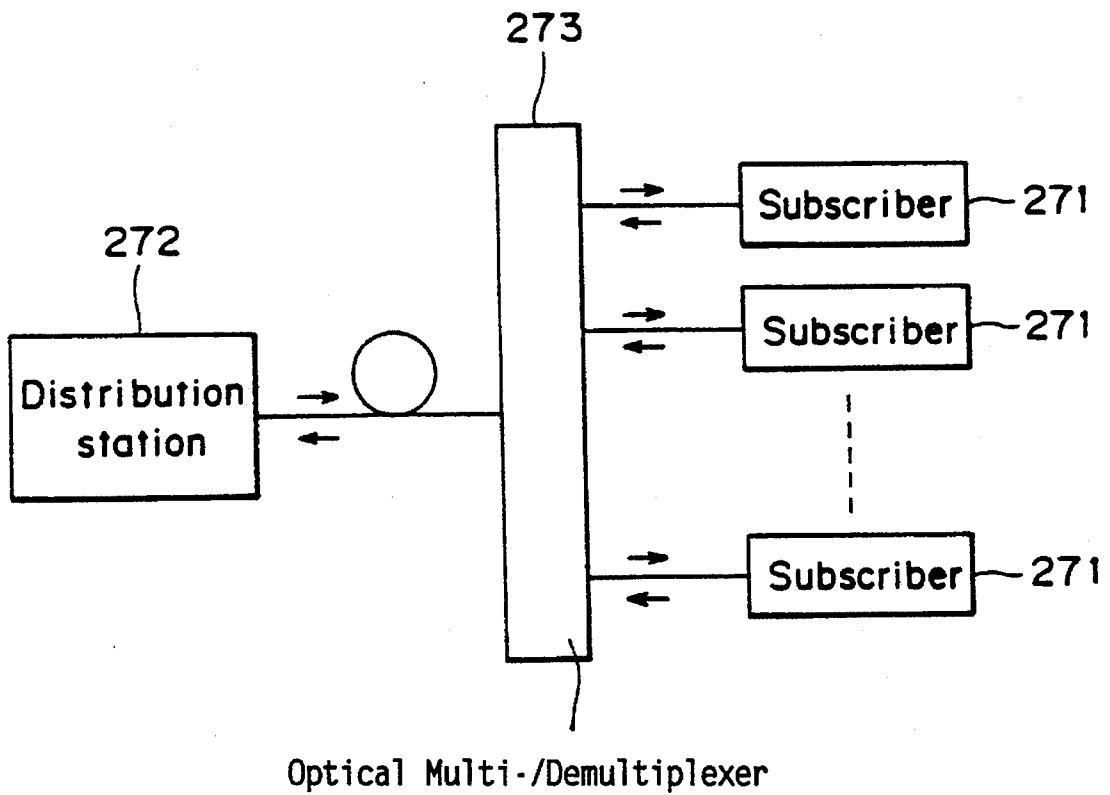 273
Subscriber
271
272
Subscriber
271
Distribution
station
Subscriber
271
Optical Multi-/Demultiplexer